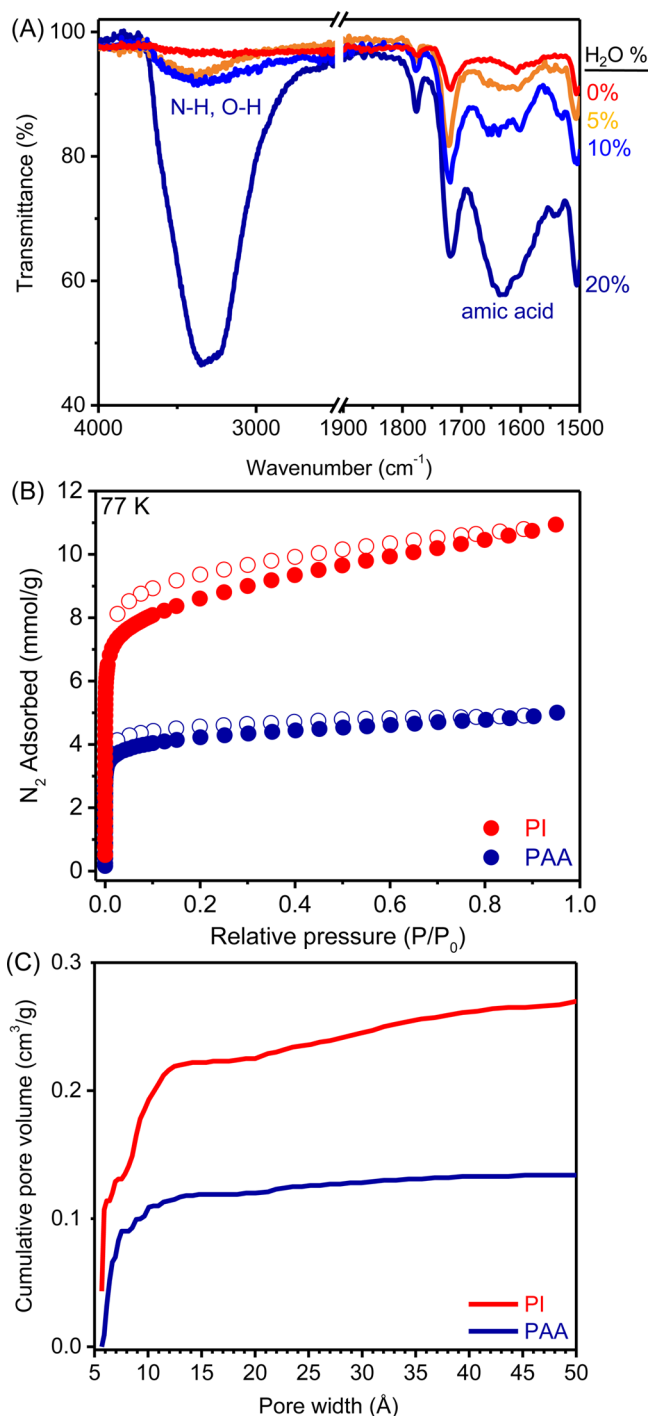 (A)
100
80
60
40
Transmittance (%)
N-H, O-H
amic acid
H₂O %
0%
5%
10%
20%
4000 3000 1900 1800 1700 1600 1500
Wavenumber (cm⁻¹)
(B)
77 K
12
10
8
6
4
2
0
N₂ Adsorbed (mmol/g)
PI
PAA
0.0 0.2 0.4 0.6 0.8 1.0
Relative pressure (P/P₀)
(C)
0.3
0.2
0.1
0.0
Cumulative pore volume (cm³/g)
PI
PAA
5 10 15 20 25 30 35 40 45 50
Pore width (Å)